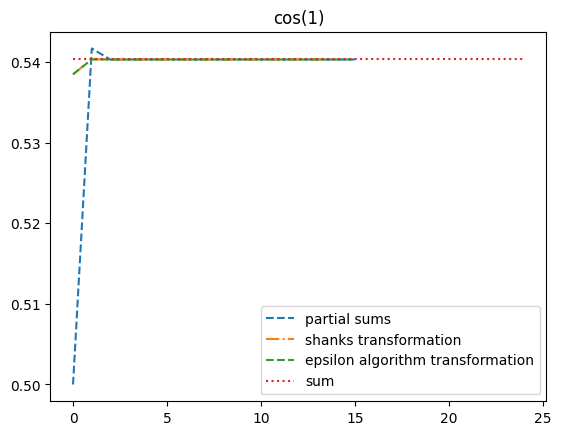 cos(1)
0.54
0.53
0.52
0.51
0.50
partial sums
shanks transformation
epsilon algorithm transformation
sum
0 5 10 15 20 25